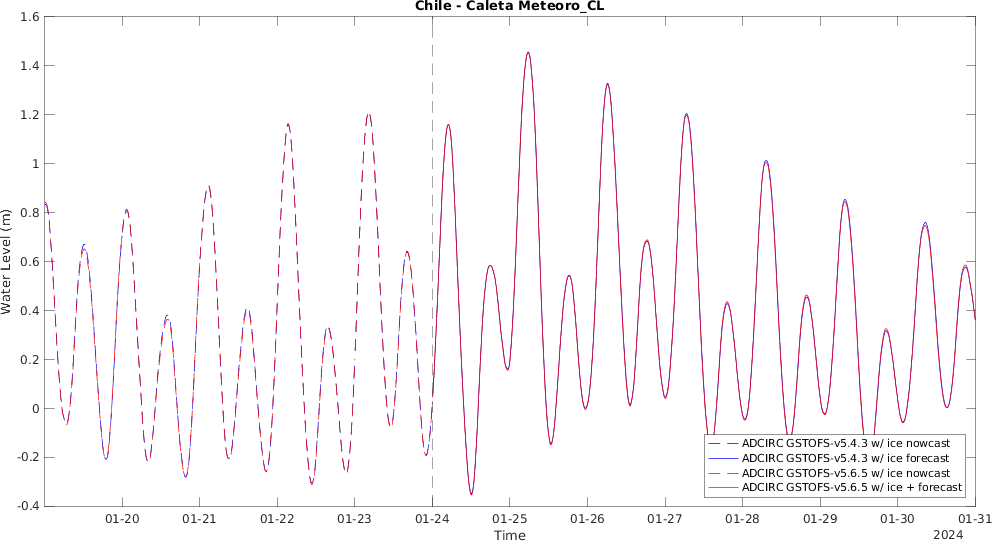 Chile - Caleta Meteoro_CL
1.6
1.4
1.2
1
0.8
0.6
0.4
0.2
0
-0.2
-0.4
Water Level (m)
ADCIRC GSTOFS-v5.4.3 w/ ice nowcast
ADCIRC GSTOFS-v5.4.3 w/ ice forecast
ADCIRC GSTOFS-v5.6.5 w/ ice nowcast
ADCIRC GSTOFS-v5.6.5 w/ ice + forecast
01-20 01-21 01-22 01-23 01-24 01-25 01-26 01-27 01-28 01-29 01-30 01-31
Time
2024